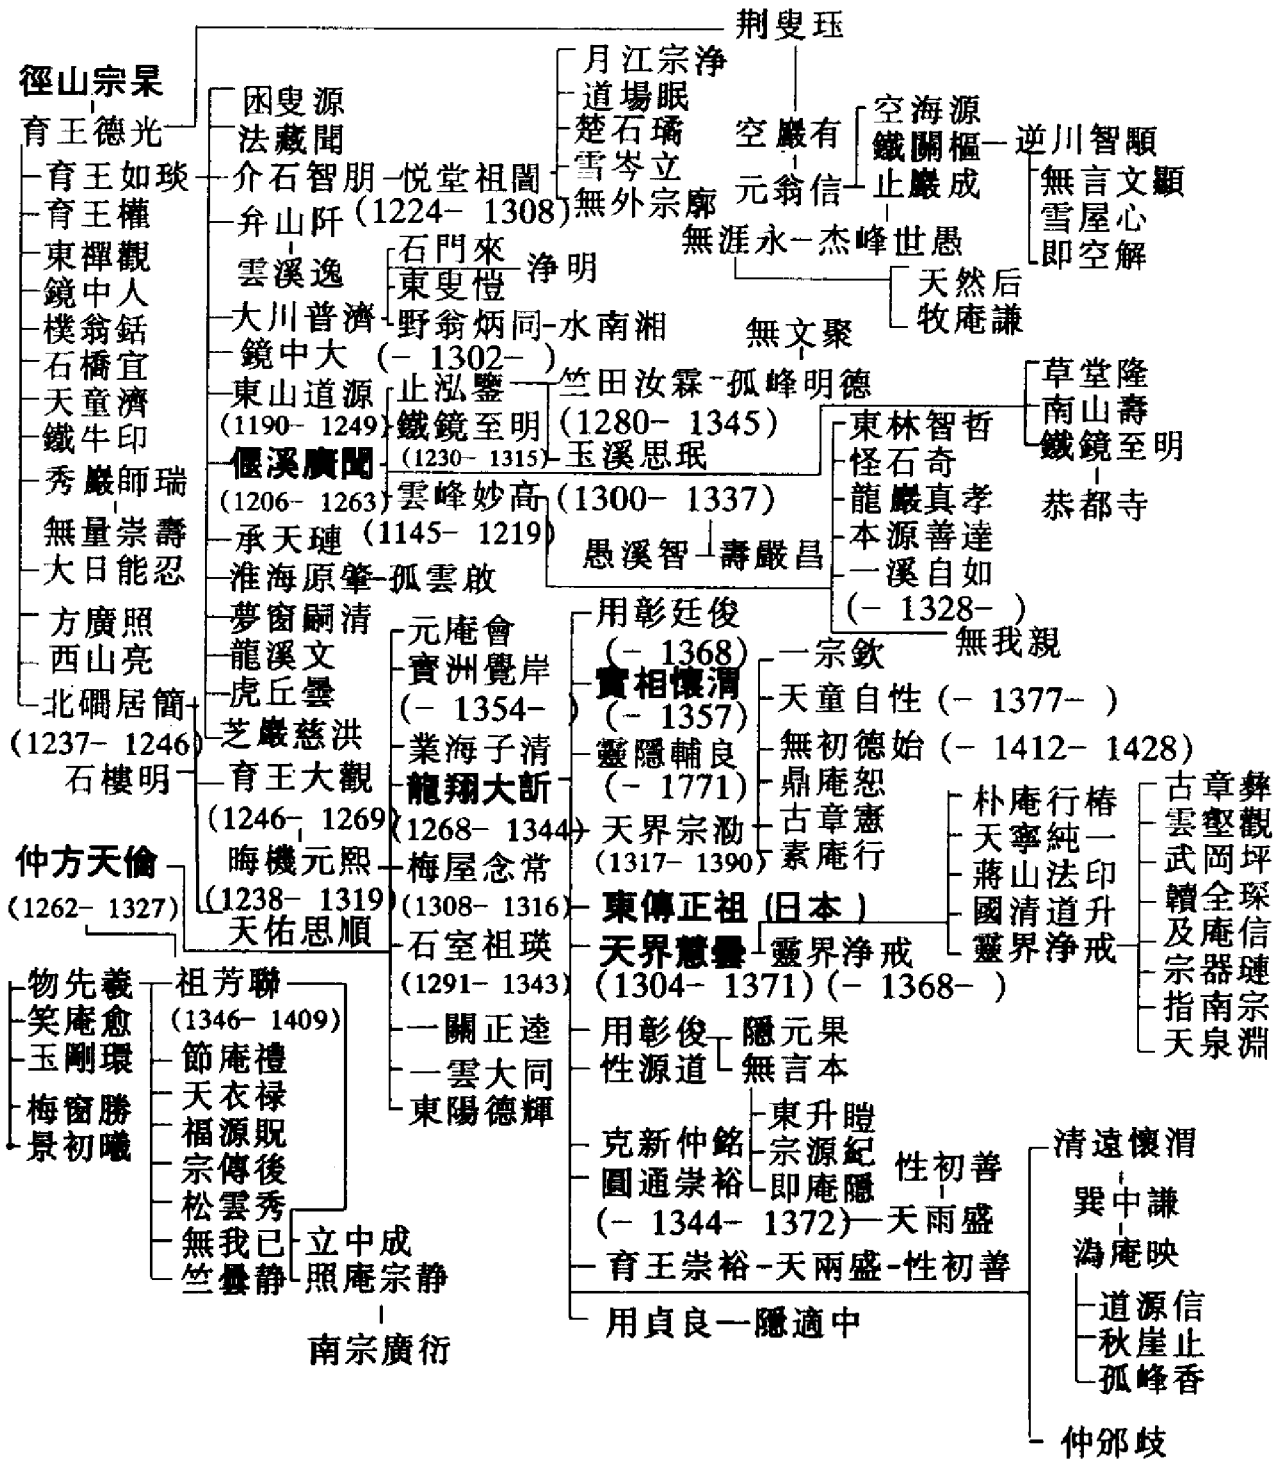 荆叟珏
徑山宗杲
育王德光
育王如琰
育王權
東禪觀
鏡中人
樸翁銛
石橋宜
天童濟
鐵牛印
秀巖師瑞
無量崇壽
大日能忍
方廣照
西山亮
北磵居簡
(1237- 1246)
石樓明
困叟源
法藏聞
介石智朋
弁山阡
雲溪逸
大川普濟
鏡中大
東山道源
(1190- 1249)
偃溪廣聞
(1206- 1263)
承天璉
淮海原肇
孤雲啟
夢窗嗣清
龍溪文
虎丘曇
芝巖慈洪
育王大觀
(1246- 1269)
晦機元熙
(1238- 1319)
天佑思順
悦堂祖誾
(1224- 1308)
月江宗淨
道場眠
楚石璚
雪岑立
無外宗廓
石門來
東叟愷
淨明
野翁炳同
水南湘
(- 1302- )
止泓鑒
鐵鏡至明
(1230- 1315)
雲峰妙高
(1145- 1219)
竺田汝霖
(1280- 1345)
無文聚
孤峰明德
玉溪思珉
(1300- 1337)
愚溪智
壽嚴昌
空巖有
元翁信
空海源
鐵關樞
止巖成
逆川智順
無言文顯
雪屋心
即空解
無涯永
杰峰世愚
天然后
牧庵謙
草堂隆
南山壽
鐵鏡至明
恭都寺
東林智哲
怪石奇
龍巖真孝
本源善達
一溪自如
(- 1328- )
無我親
元庵會
寶洲覺岸
(- 1354- )
業海子清
龍翔大訢
(1268- 1344)
梅屋念常
(1308- 1316)
石室祖瑛
(1291- 1343)
一關正逵
一雲大同
東陽德輝
用彰廷俊
(- 1368)
實相懷渭
(- 1357)
靈隱輔良
(- 1771)
天界宗泐
(1317- 1390)
東傳正祖(日本)
天界慧曇
(1304- 1371)
靈界淨戒
(- 1368- )
用彰俊
性源道
隱元果
無言本
克新仲銘
圓通崇裕
(- 1344- 1372)
東升暟
宗源紀
即庵隱
性初善
天雨盛
育王崇裕
天兩盛
性初善
用貞良
隱適中
一宗欽
天童自性(- 1377- )
無初德始(- 1412- 1428)
鼎庵恕
古章憲
素庵行
朴庵行椿
天寧純一
蔣山法印
國清道升
靈界淨戒
古章彝
雲壑觀
武岡坪
贛全琛
及庵信
宗器璉
指南宗
天泉淵
清遠懷渭
巽中謙
溈庵映
道源信
秋崖止
孤峰香
仲邠歧
仲方天倫
(1262- 1327)
物先義
笑庵愈
玉剛環
梅窗勝
景初曦
祖芳聯
(1346- 1409)
節庵禮
天衣禄
福源貺
宗傳後
松雲秀
無我已
竺曇静
立中成
照庵宗静
南宗廣衍